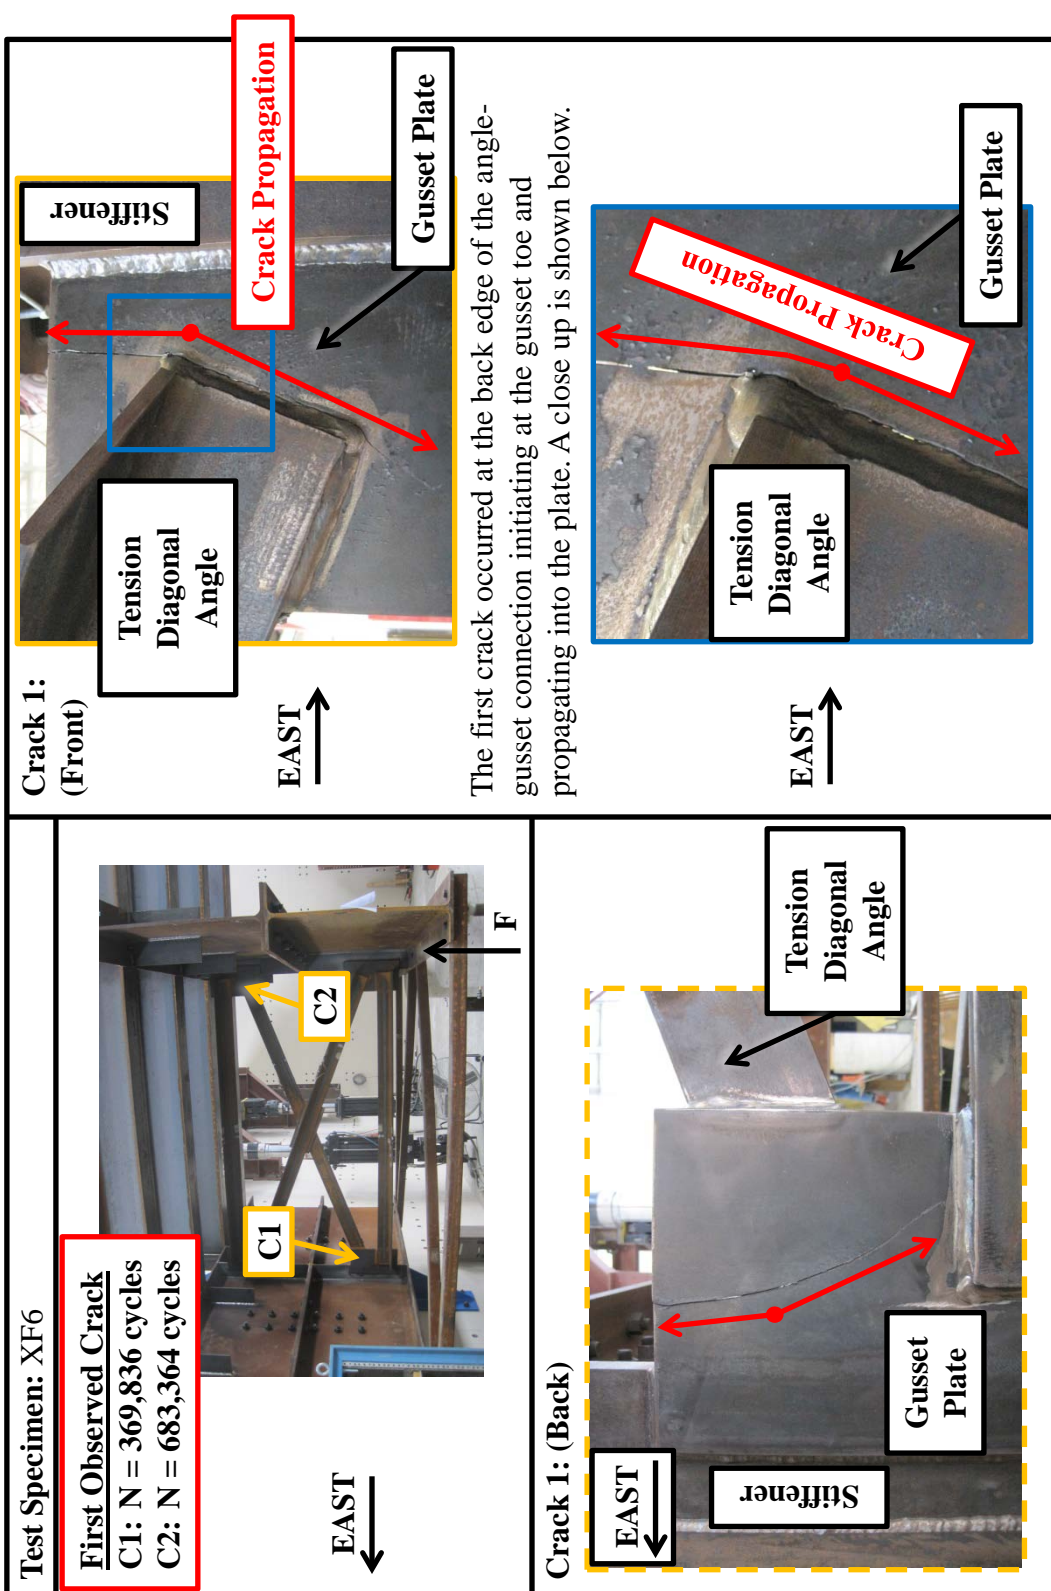 Test Specimen: XF6
First Observed Crack
C1: N = 369,836 cycles
C2: N = 683,364 cycles
EAST
C1
C2
F
Crack 1:
(Front)
EAST
Tension
Diagonal
Angle
Stiffener
Crack Propagation
Gusset Plate
The first crack occurred at the back edge of the angle-
gusset connection initiating at the gusset toe and
propagating into the plate. A close up is shown below.
EAST
Tension
Diagonal
Angle
Crack Propagation
Gusset Plate
Crack 1: (Back)
EAST
Stiffener
Gusset
Plate
Tension
Diagonal
Angle